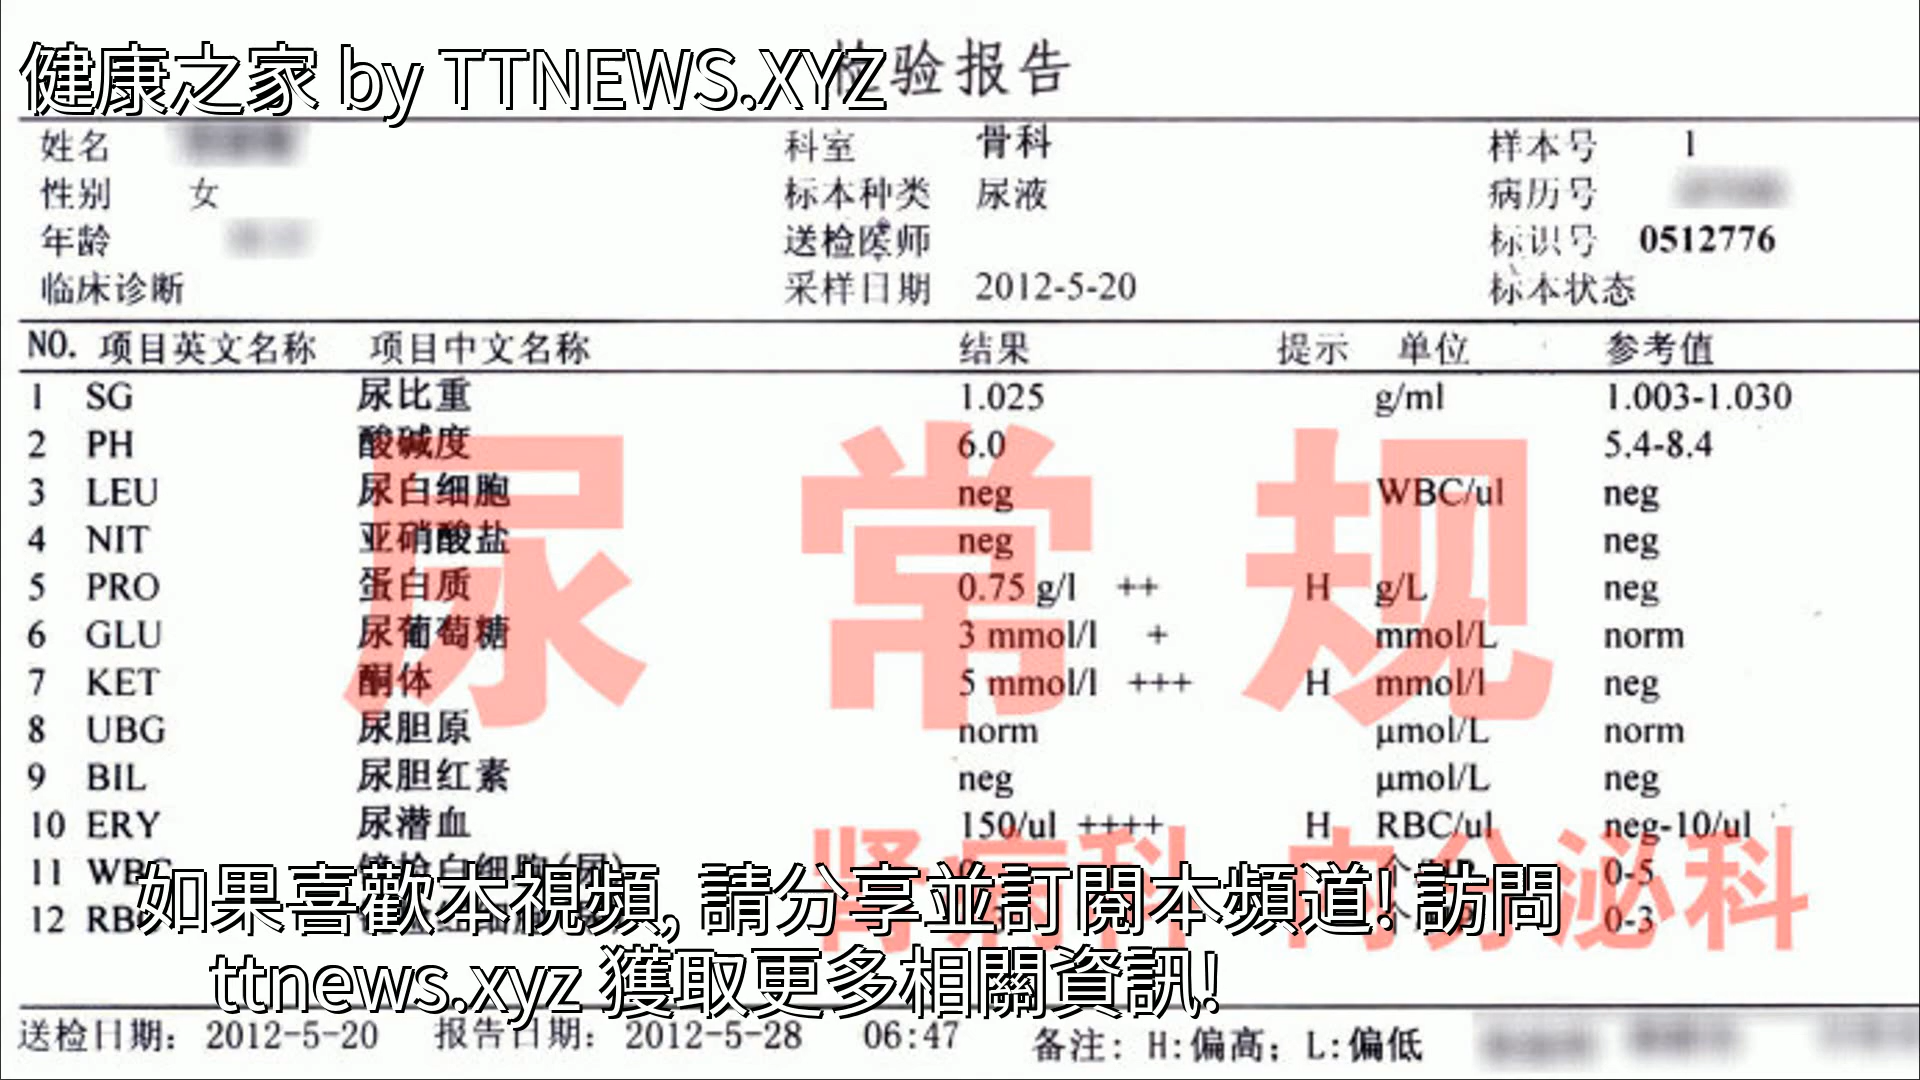 健康之家 by TTNEWS.XYZ
检验报告
姓名 科室 骨科 样本号 1
性别 女 标本种类 尿液 病历号
年龄 送检医师 标识号 0512776
临床诊断 采样日期 2012-5-20 标本状态
NO. 项目英文名称 项目中文名称 结果 提示 单位 参考值
1 SG 尿比重 1.025 g/ml 1.003-1.030
2 PH 酸碱度 6.0 5.4-8.4
3 LEU 尿白细胞 neg WBC/ul neg
4 NIT 亚硝酸盐 neg neg
5 PRO 蛋白质 0.75 g/l ++ H g/L neg
6 GLU 尿葡萄糖 3 mmol/l + mmol/L norm
7 KET 酮体 5 mmol/l +++ H mmol/l neg
8 UBG 尿胆原 norm μmol/L norm
9 BIL 尿胆红素 neg μmol/L neg
10 ERY 尿潜血 150/ul ++++ H RBC/ul neg-10/ul
11 0-5
12 0-3
尿常规
肾病科 内分泌科
如果喜歡本視頻, 請分享並訂閱本頻道! 訪問
ttnews.xyz 獲取更多相關資訊!
送检日期: 2012-5-20 报告日期: 2012-5-28 06:47 备注: H:偏高; L:偏低